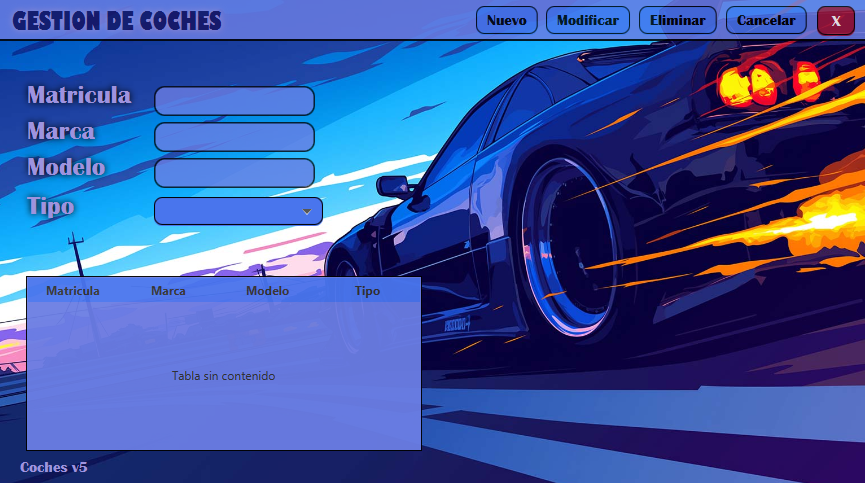 GESTION DE COCHES
Nuevo Modificar Eliminar Cancelar X
Matricula
Marca
Modelo
Tipo
Matricula Marca Modelo Tipo
Tabla sin contenido
Coches v5